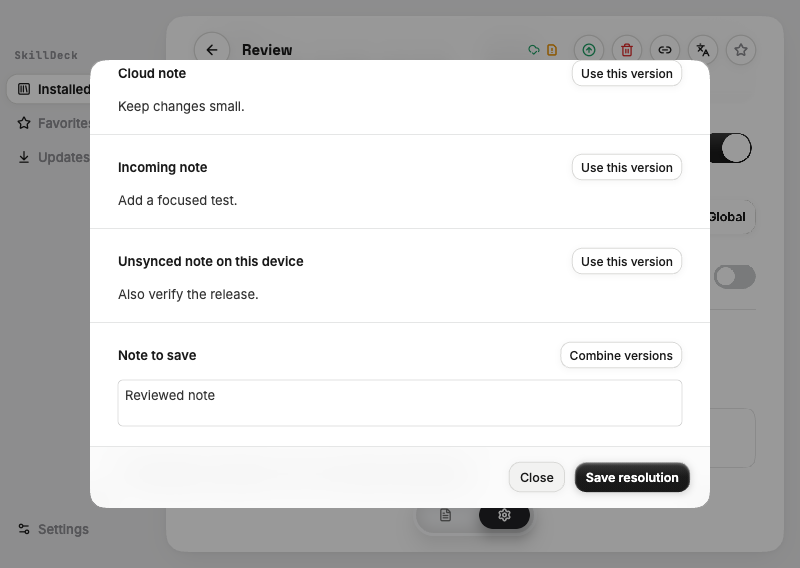 SkillDeck
Review
Installed
Favorites
Updates
Cloud note
Use this version
Keep changes small.
Incoming note
Use this version
Add a focused test.
Unsynced note on this device
Use this version
Also verify the release.
Note to save
Combine versions
Reviewed note
Close
Save resolution
Global
Settings